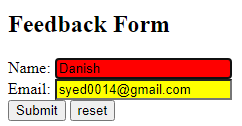 Feedback Form
Name: Danish
Email: syed0014@gmail.com
Submit reset